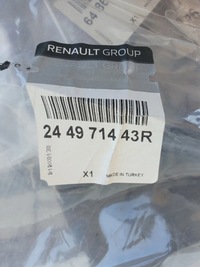 RENAULT GROUP
24 49 714 43R
X1
MADE IN TURKEY